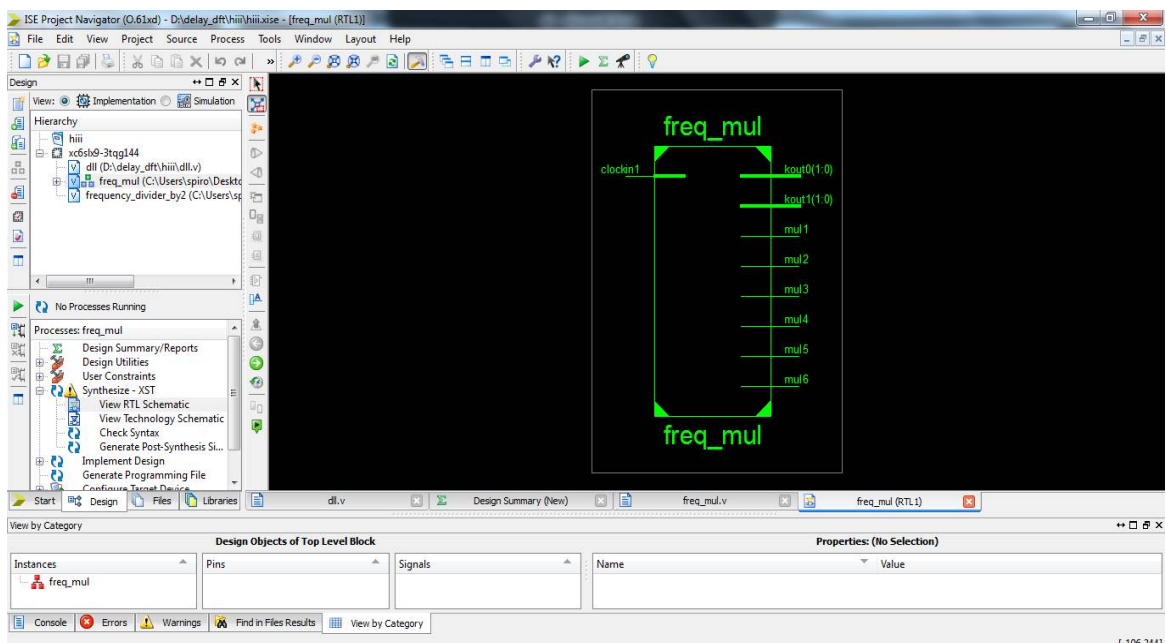 ISE Project Navigator (O.61xd) - D:\delay_dft\hiii\hiii.xise - [freq_mul (RTL1)]
File Edit View Project Source Process Tools Window Layout Help
Design
View: Implementation Simulation
Hierarchy
hiii
xc6slx9-3tqg144
dll (D:\delay_dft\hiii\dll.v)
freq_mul (C:\Users\spiro\Deskto
frequency_divider_by2 (C:\Users\sp
No Processes Running
Processes: freq_mul
Design Summary/Reports
Design Utilities
User Constraints
Synthesize - XST
View RTL Schematic
View Technology Schematic
Check Syntax
Generate Post-Synthesis Si...
Implement Design
Generate Programming File
Configure Target Device
freq_mul
clockin1
kout0(1:0)
kout1(1:0)
mul1
mul2
mul3
mul4
mul5
mul6
freq_mul
Start Design Files Libraries dll.v Design Summary (New) freq_mul.v freq_mul (RTL1)
View by Category
Design Objects of Top Level Block Properties: (No Selection)
Instances Pins Signals Name Value
freq_mul
Console Errors Warnings Find in Files Results View by Category
[-106,244]